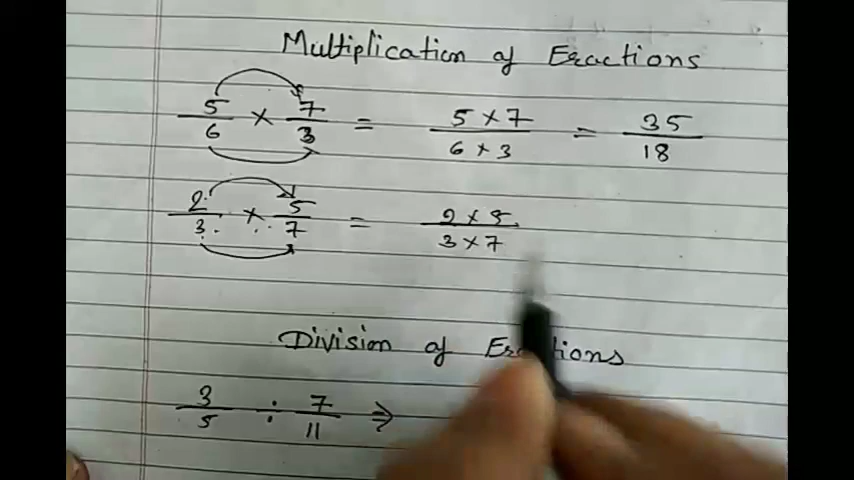 Multiplication of Fractions
5/6 × 7/3 = 5×7/6×3 = 35/18
2/3 × 5/7 = 2×5/3×7
Division of
3/5 ÷ 7/11 ⇒